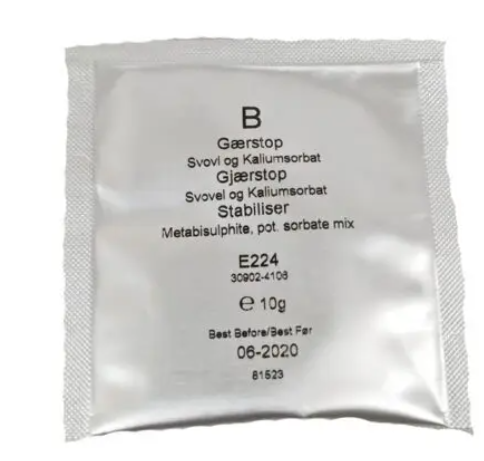 B
Gærstop
Svovl og Kaliumsorbat
Gjærstop
Svovel og Kaliumsorbat
Stabiliser
Metabisulphite, pot. sorbate mix
E224
30902-4106
℮ 10g
Best Before/Best Før
06-2020
81523